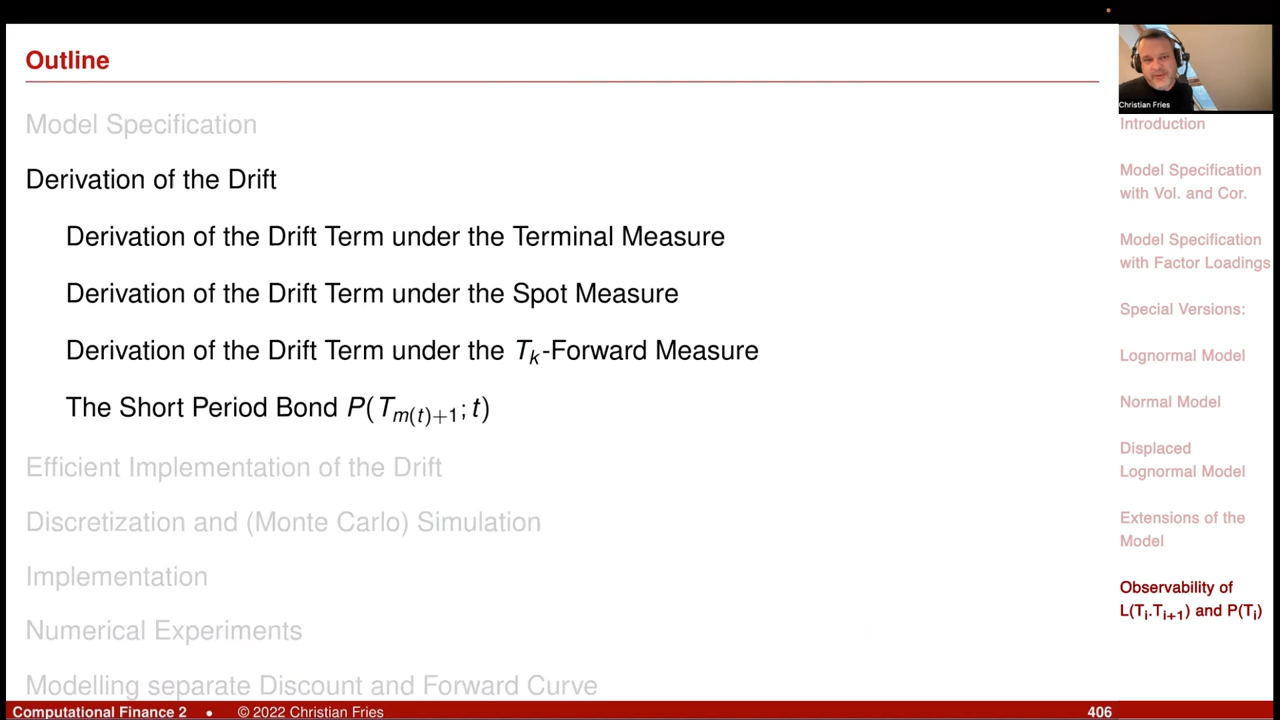 Outline
Model Specification
Derivation of the Drift
Derivation of the Drift Term under the Terminal Measure
Derivation of the Drift Term under the Spot Measure
Derivation of the Drift Term under the T_k-Forward Measure
The Short Period Bond P(T_{m(t)+1}; t)
Efficient Implementation of the Drift
Discretization and (Monte Carlo) Simulation
Implementation
Numerical Experiments
Modelling separate Discount and Forward Curve
Christian Fries
Introduction
Model Specification
with Vol. and Cor.
Model Specification
with Factor Loadings
Special Versions:
Lognormal Model
Normal Model
Displaced
Lognormal Model
Extensions of the
Model
Observability of
L(T_i.T_{i+1}) and P(T_i)
Computational Finance 2 • © 2022 Christian Fries 406